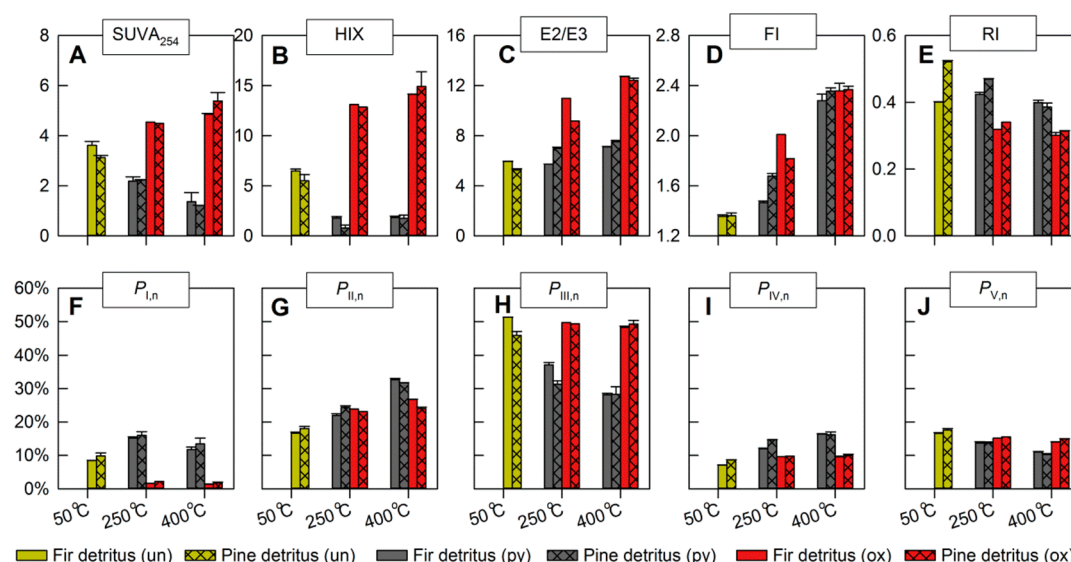 A SUVA254
B HIX
C E2/E3
D FI
E RI
8
6
4
2
0
20
15
10
5
0
16
12
8
4
0
2.8
2.4
2.0
1.6
1.2
0.6
0.4
0.2
0.0
F PI,n
G PII,n
H PIII,n
I PIV,n
J PV,n
60%
50%
40%
30%
20%
10%
0%
50℃ 250℃ 400℃ 50℃ 250℃ 400℃ 50℃ 250℃ 400℃ 50℃ 250℃ 400℃ 50℃ 250℃ 400℃
Fir detritus (un) Pine detritus (un) Fir detritus (py) Pine detritus (py) Fir detritus (ox) Pine detritus (ox)